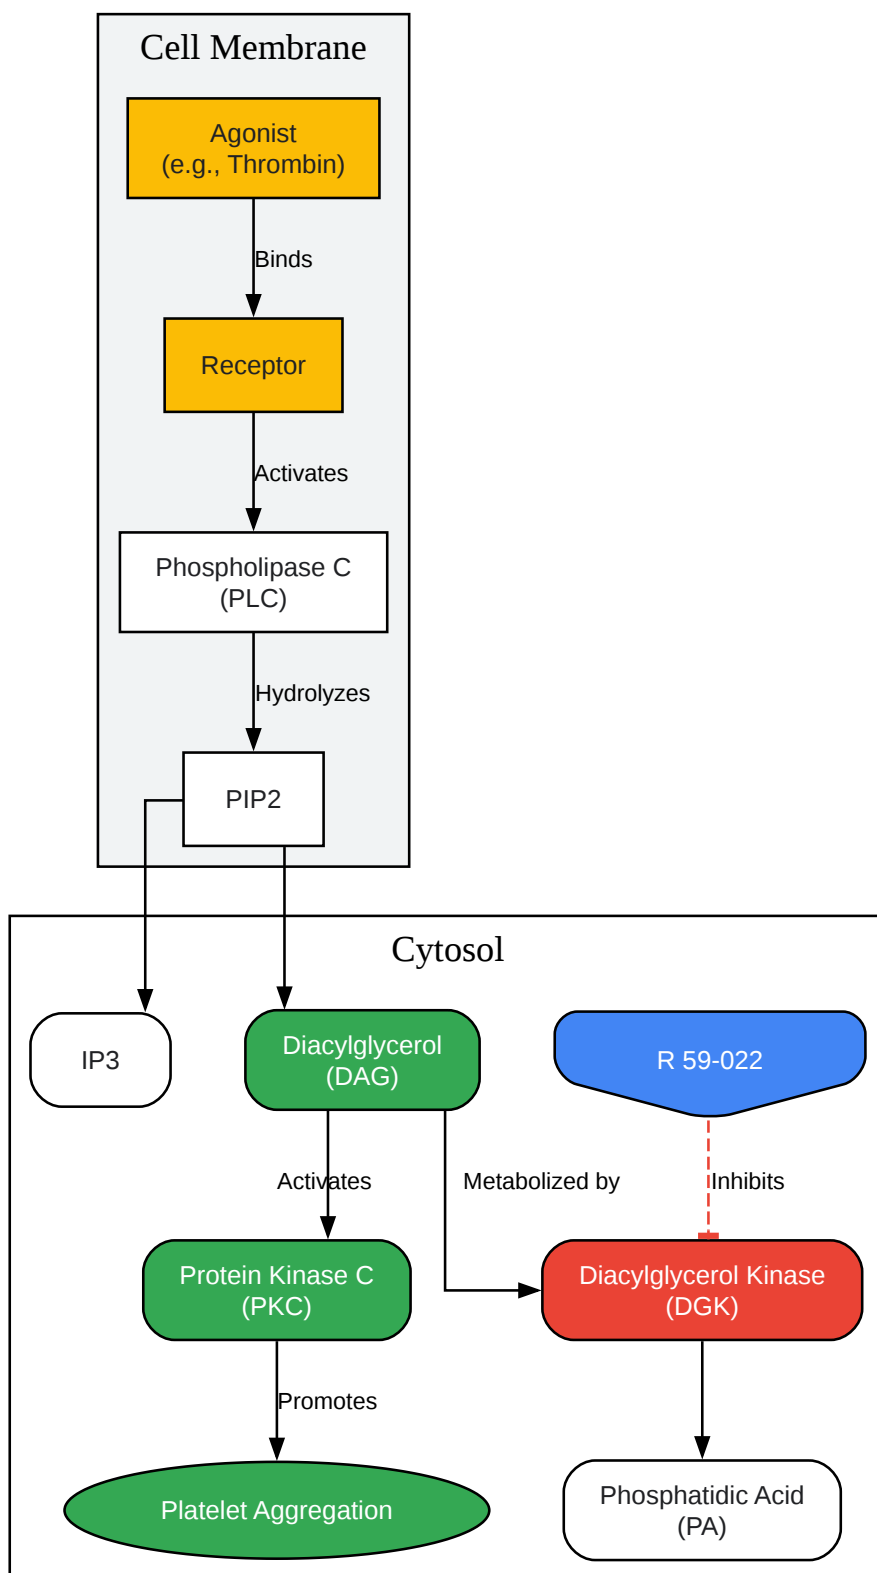 Cell Membrane
Agonist
(e.g., Thrombin)
Binds
Receptor
Activates
Phospholipase C
(PLC)
Hydrolyzes
PIP2
Cytosol
IP3
Diacylglycerol
(DAG)
R 59-022
Activates
Metabolized by
Inhibits
Protein Kinase C
(PKC)
Diacylglycerol Kinase
(DGK)
Promotes
Platelet Aggregation
Phosphatidic Acid
(PA)